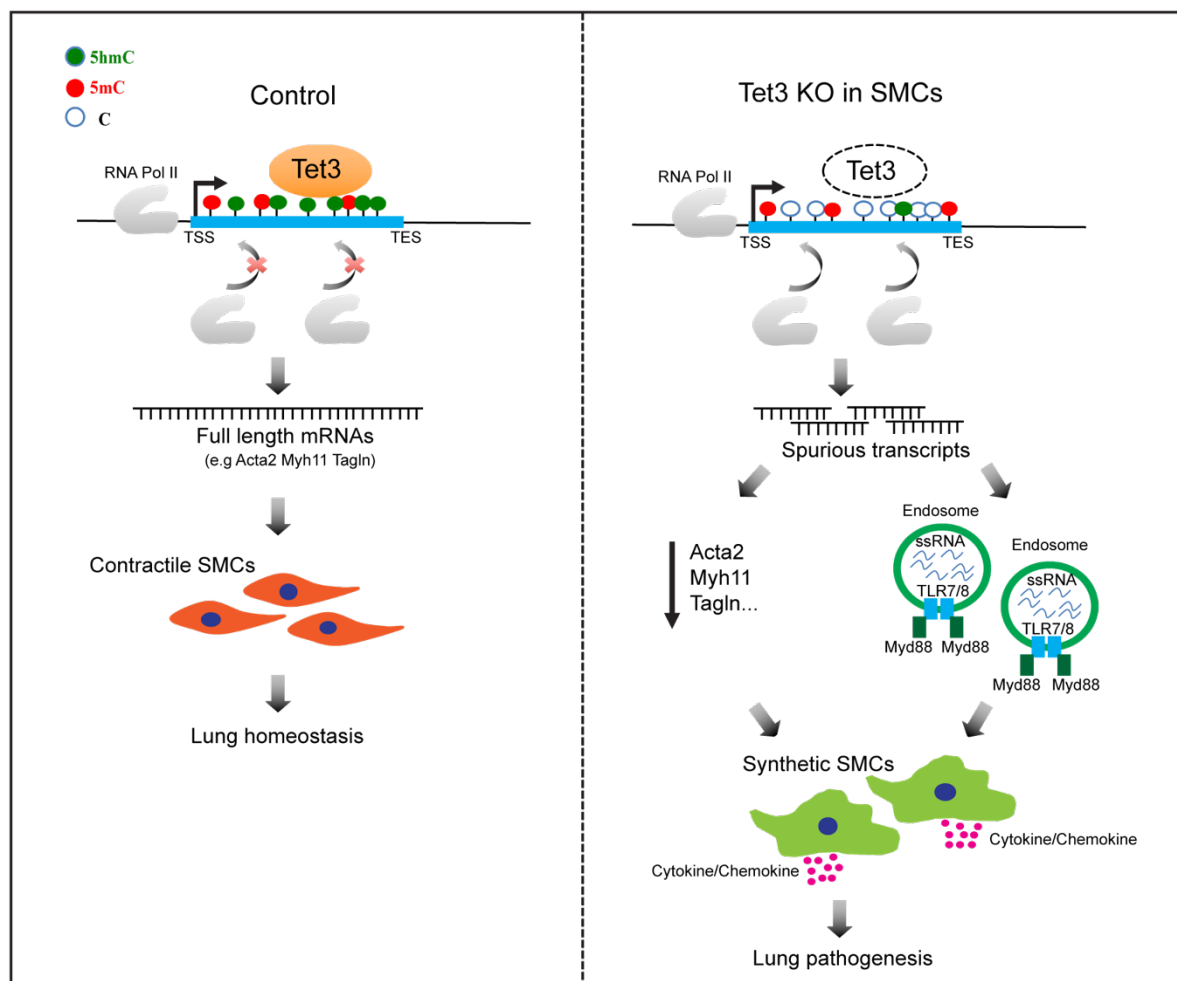 5hmC
5mC
C
Control
RNA Pol II
Tet3
TSS
TES
Full length mRNAs
(e.g Acta2 Myh11 Tagln)
Contractile SMCs
Lung homeostasis
Tet3 KO in SMCs
RNA Pol II
Tet3
TSS
TES
Spurious transcripts
Acta2
Myh11
Tagln...
Endosome
ssRNA
TLR7/8
Myd88 Myd88
Endosome
ssRNA
TLR7/8
Myd88 Myd88
Synthetic SMCs
Cytokine/Chemokine
Cytokine/Chemokine
Lung pathogenesis